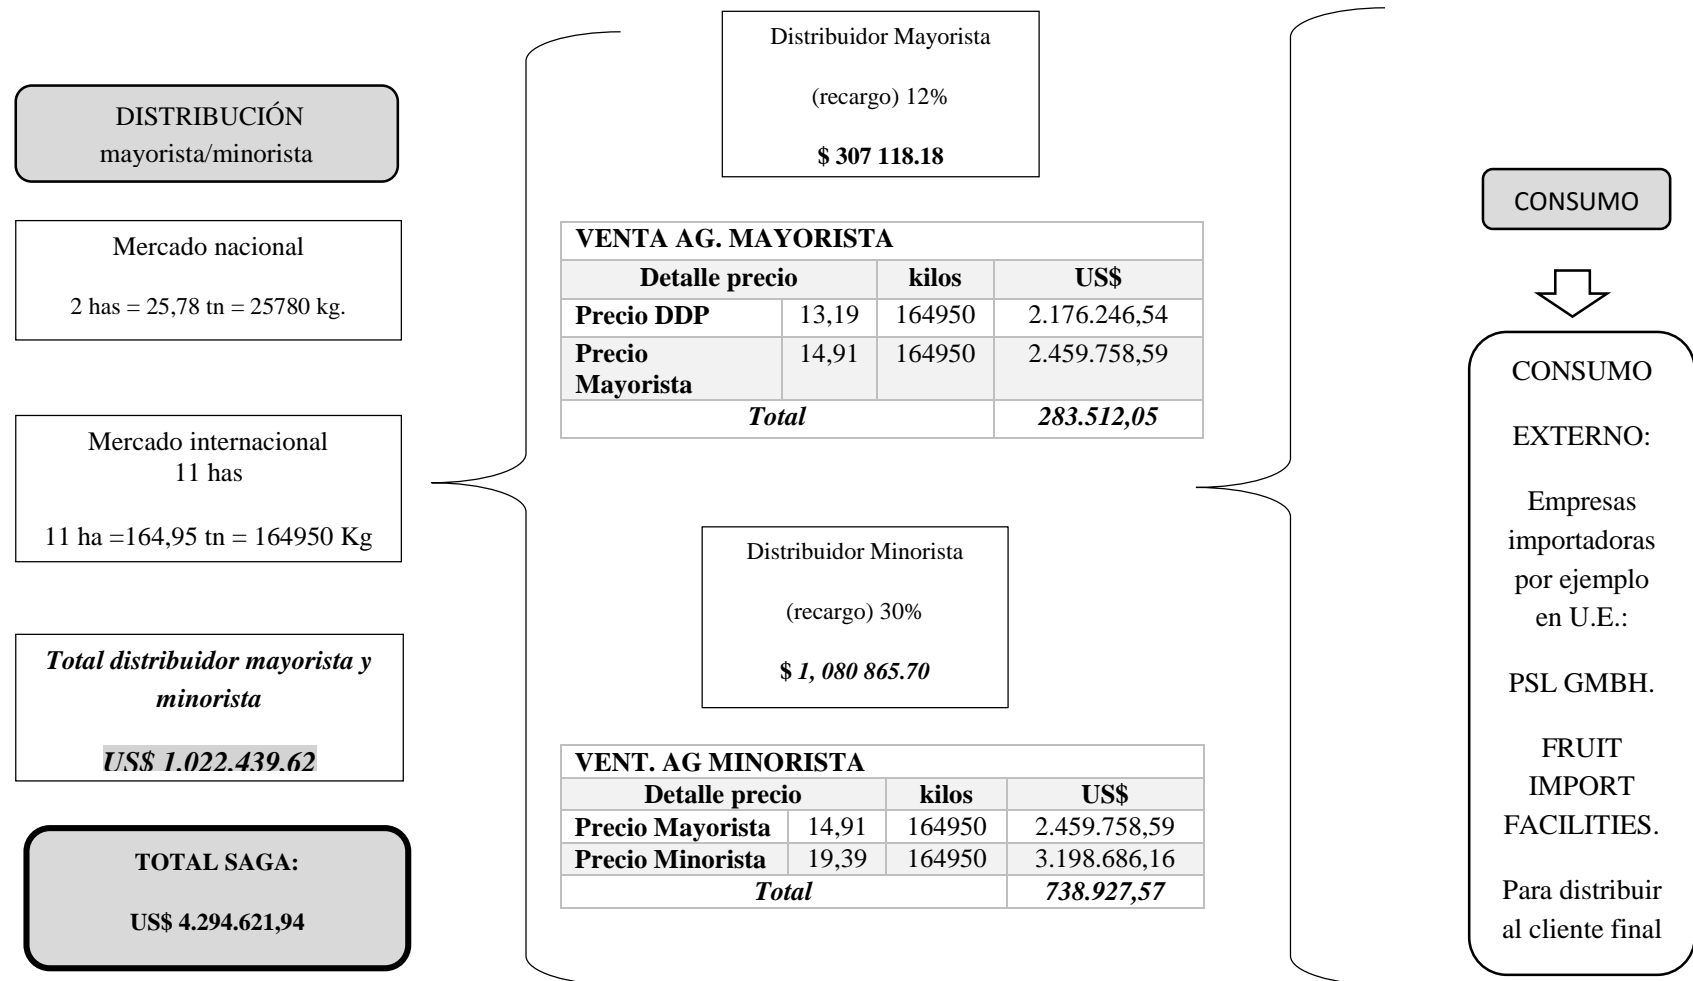 DISTRIBUCIÓN
mayorista/minorista
Mercado nacional
2 has = 25,78 tn = 25780 kg.
Mercado internacional
11 has
11 ha =164,95 tn = 164950 Kg
Total distribuidor mayorista y
minorista
US$ 1.022.439,62
TOTAL SAGA:
US$ 4.294.621,94
Distribuidor Mayorista
(recargo) 12%
$ 307 118.18
VENTA AG. MAYORISTA
Detalle precio kilos US$
Precio DDP 13,19 164950 2.176.246,54
Precio 14,91 164950 2.459.758,59
Mayorista
Total 283.512,05
Distribuidor Minorista
(recargo) 30%
$ 1, 080 865.70
VENT. AG MINORISTA
Detalle precio kilos US$
Precio Mayorista 14,91 164950 2.459.758,59
Precio Minorista 19,39 164950 3.198.686,16
Total 738.927,57
CONSUMO
CONSUMO
EXTERNO:
Empresas
importadoras
por ejemplo
en U.E.:
PSL GMBH.
FRUIT
IMPORT
FACILITIES.
Para distribuir
al cliente final